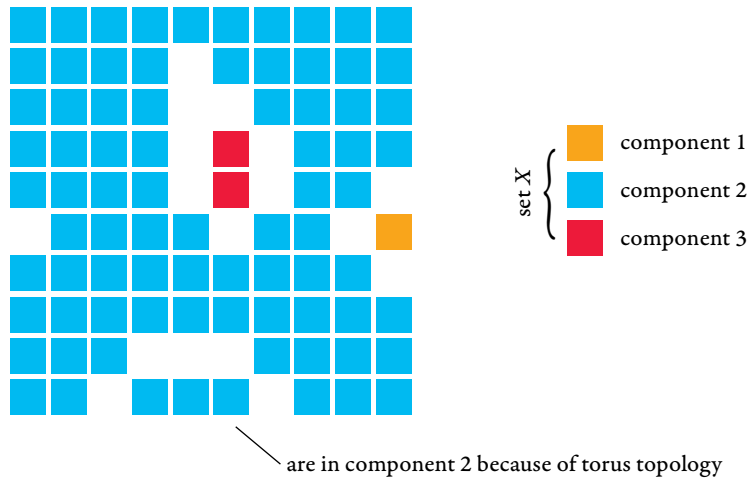 component 1
component 2
component 3
set X
are in component 2 because of torus topology